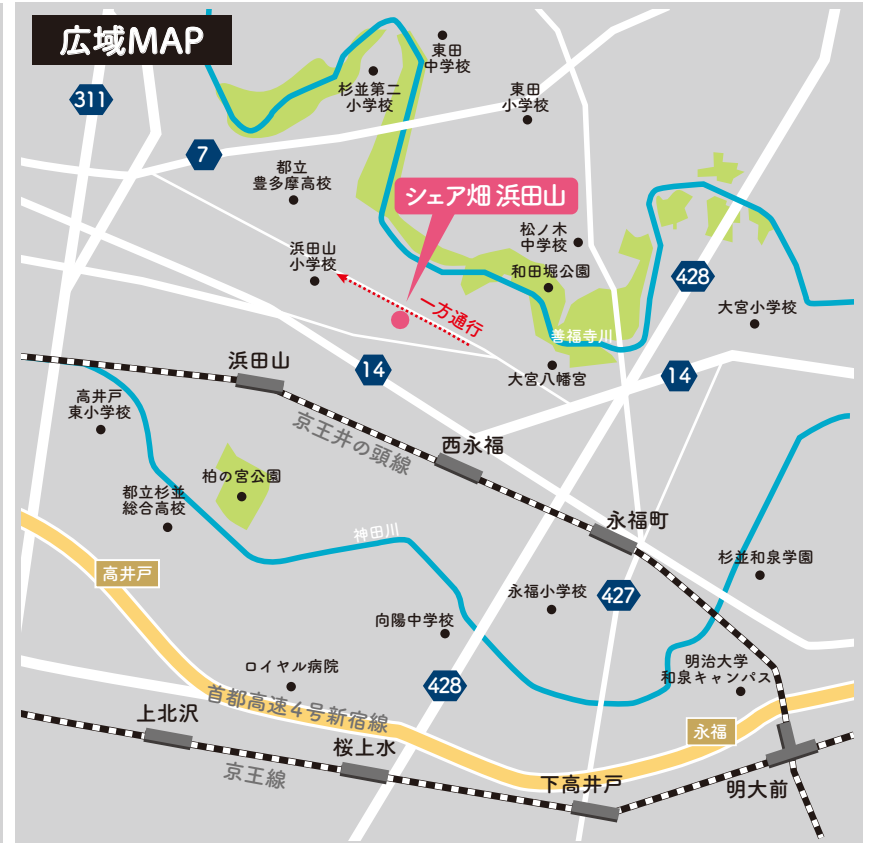 広域MAP
東田
中学校
311
杉並第二
小学校
東田
小学校
7
都立
豊多摩高校
シェア畑 浜田山
松ノ木
中学校
浜田山
小学校
和田堀公園
428
一方通行
大宮小学校
善福寺川
浜田山
14
大宮八幡宮
14
高井戸
東小学校
京王井の頭線
西永福
柏の宮公園
都立杉並
総合高校
永福町
神田川
杉並和泉学園
高井戸
永福小学校
427
向陽中学校
ロイヤル病院
明治大学
和泉キャンパス
428
首都高速4号新宿線
上北沢
永福
桜上水
京王線
下高井戸
明大前